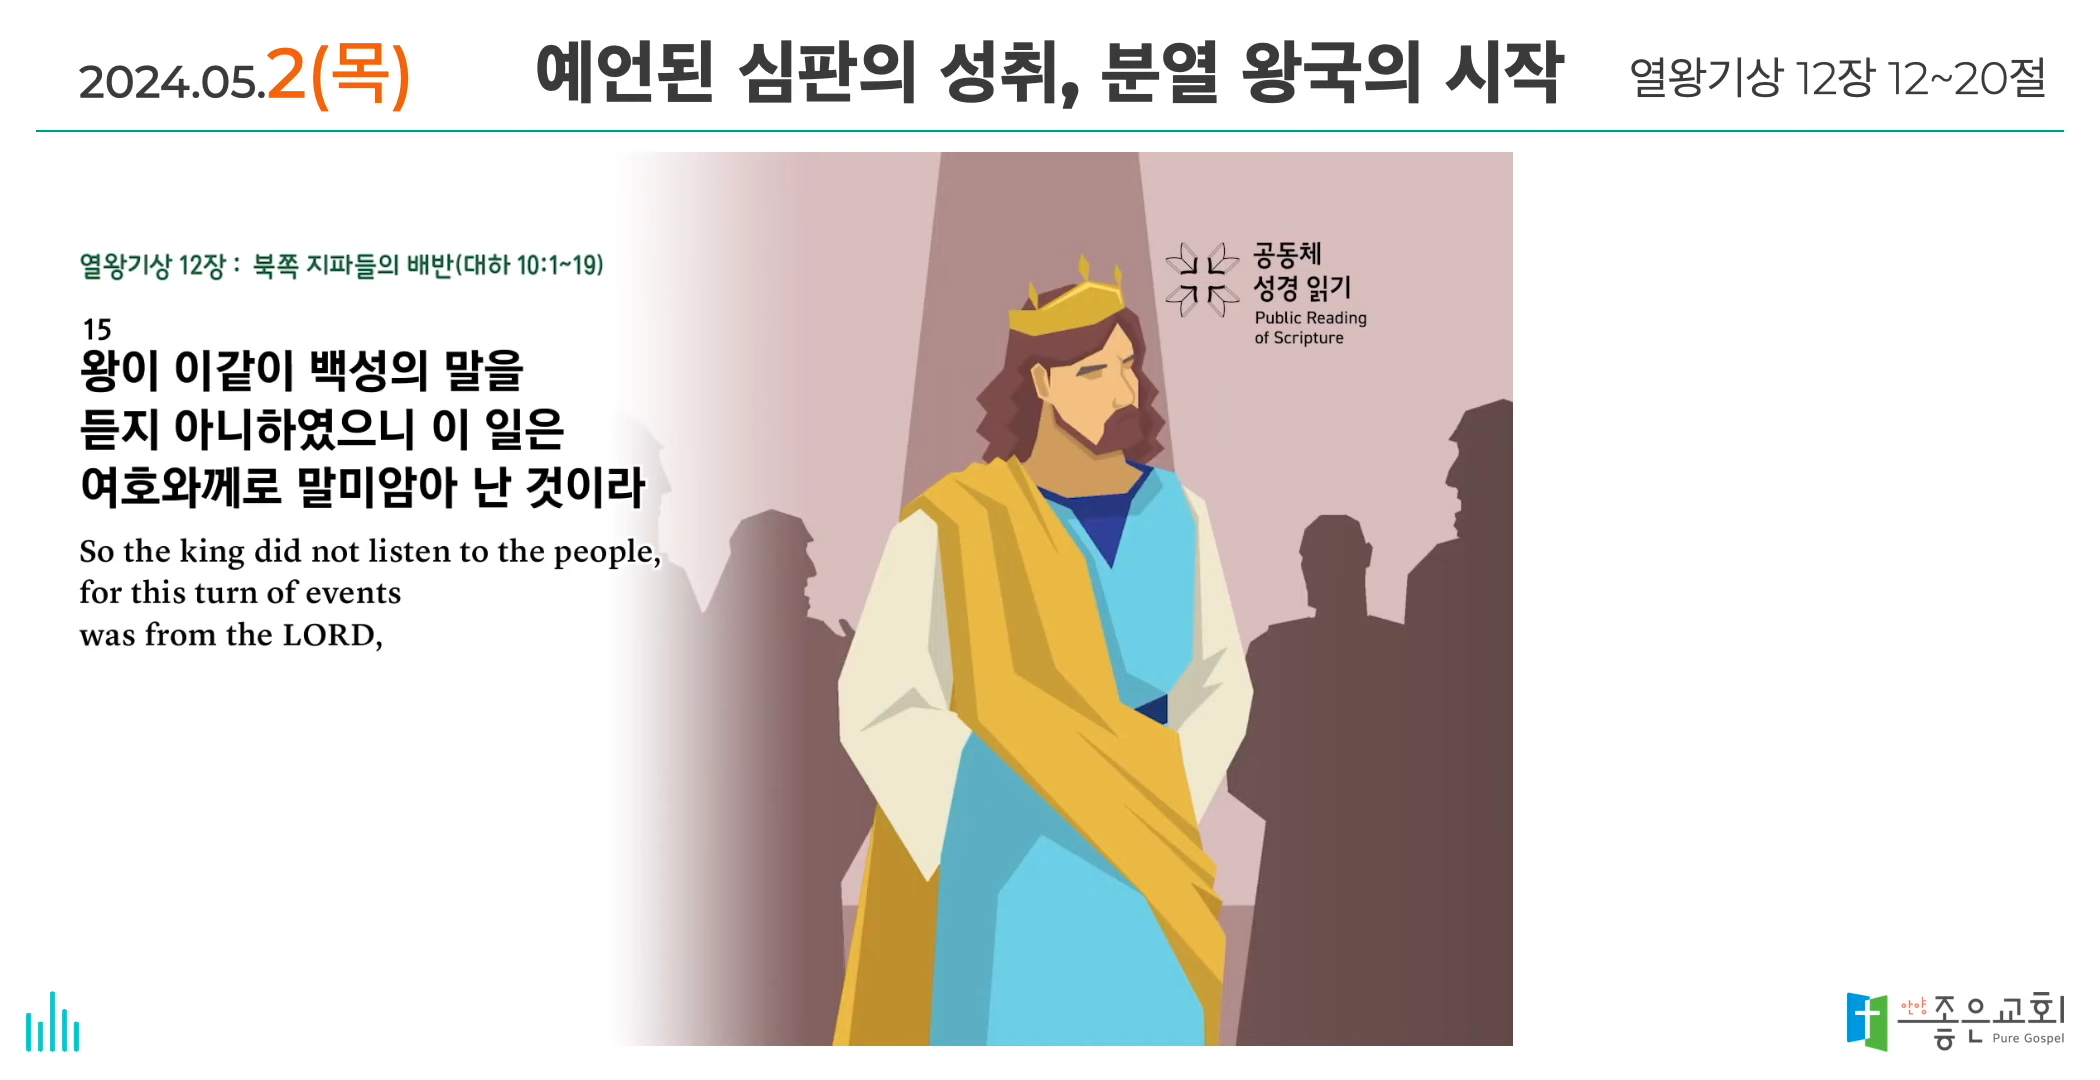 2024.05.2(목)
예언된 심판의 성취, 분열 왕국의 시작
열왕기상 12장 12~20절
열왕기상 12장 : 북쪽 지파들의 배반(대하 10:1~19)
15
왕이 이같이 백성의 말을
듣지 아니하였으니 이 일은
여호와께로 말미암아 난 것이라
So the king did not listen to the people,
for this turn of events
was from the LORD,
공동체
성경 읽기
Public Reading
of Scripture
안양
좋은교회
Pure Gospel